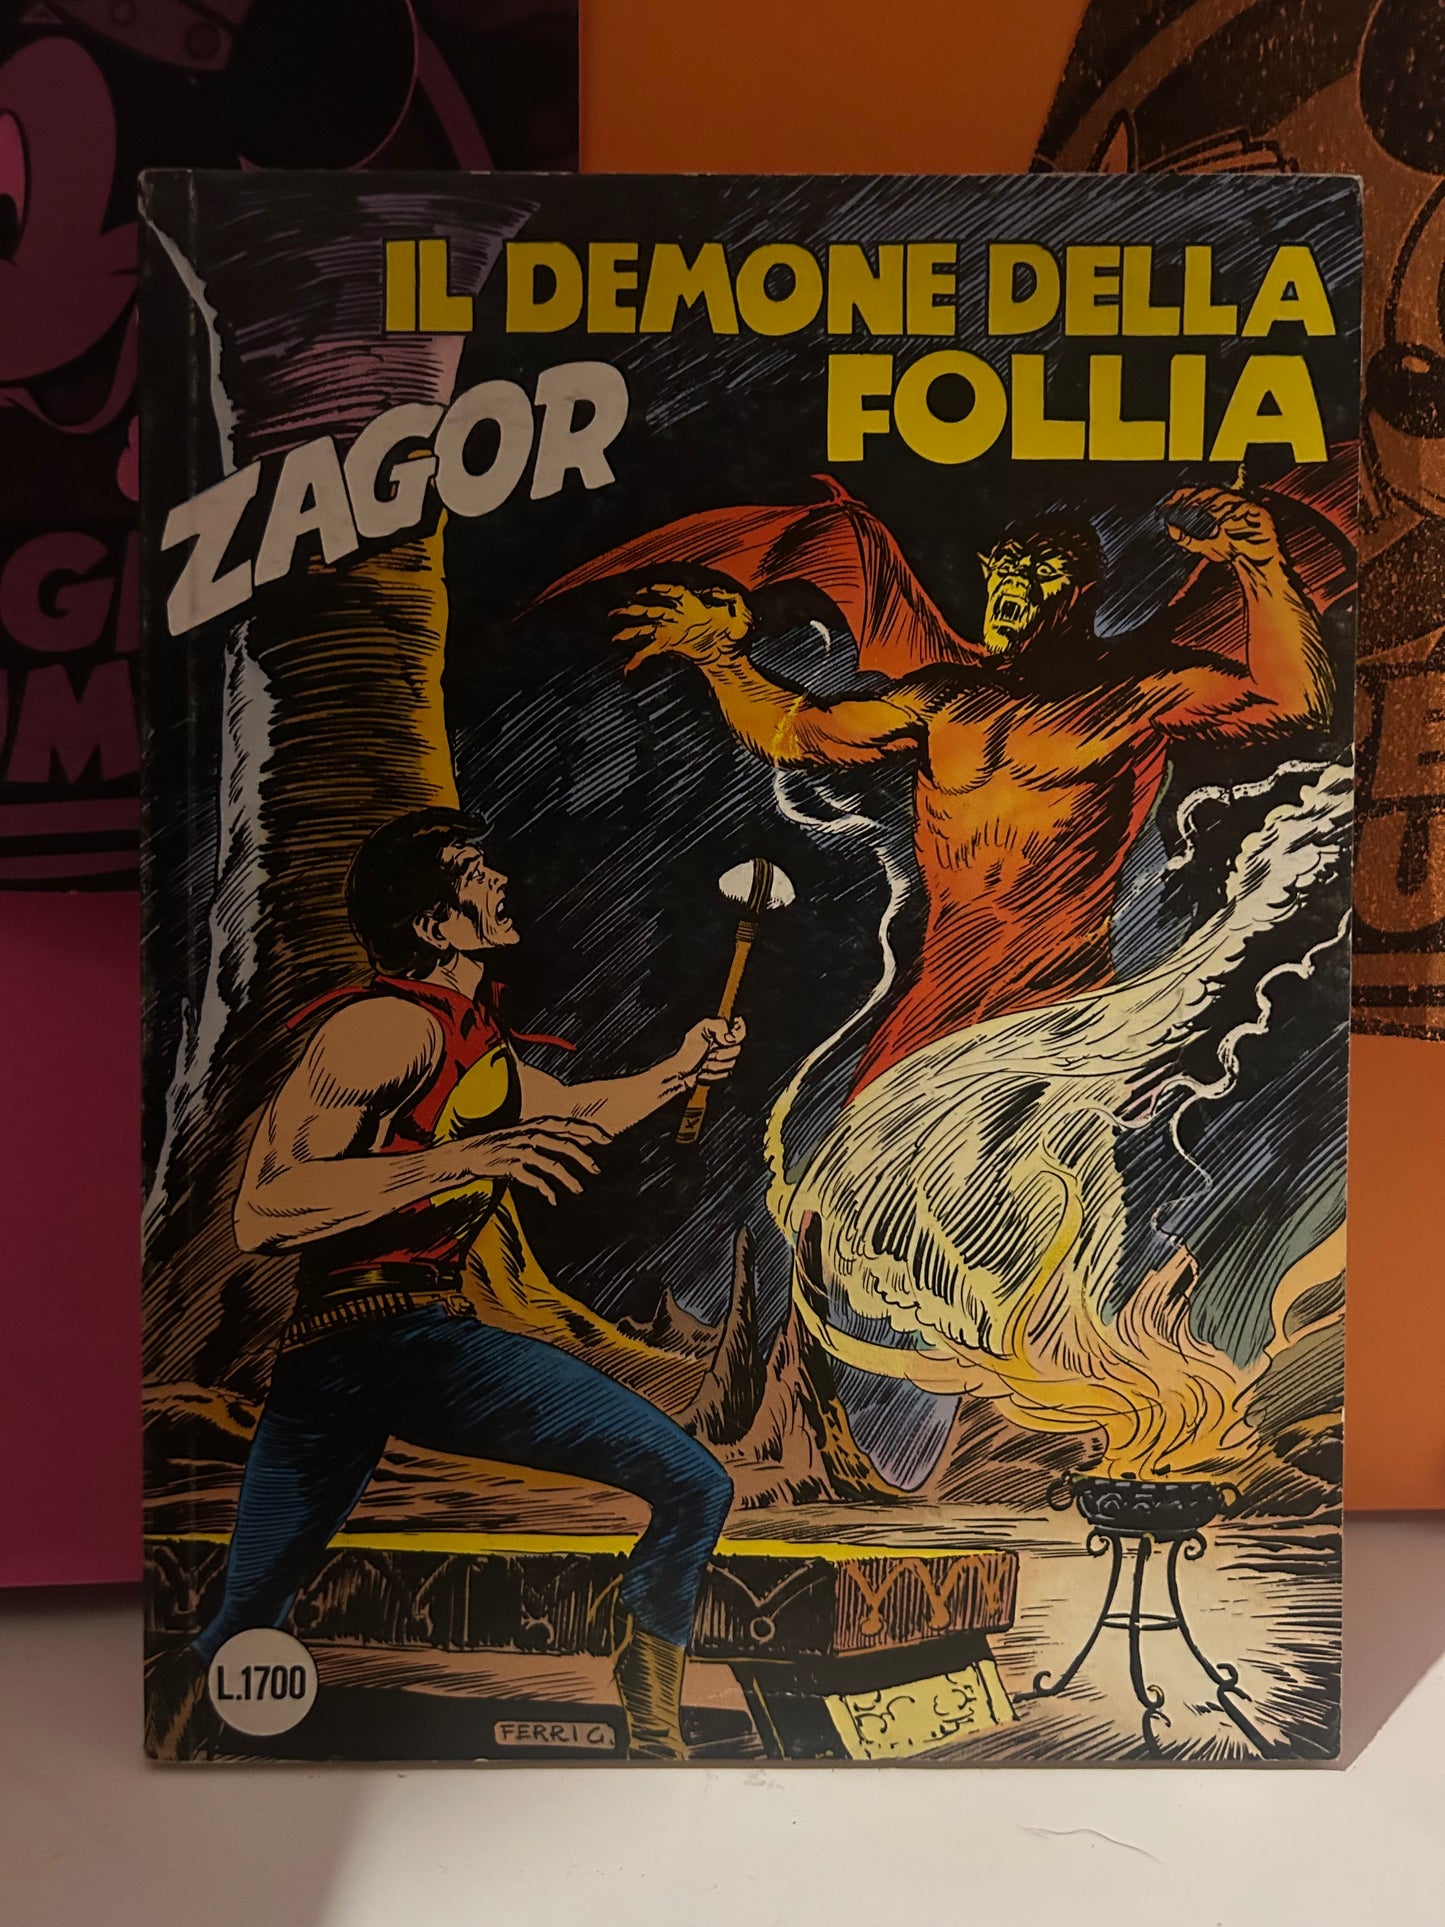 IL DEMONE DELLA
FOLLIA
ZAGOR
L.1700
FERRI G.